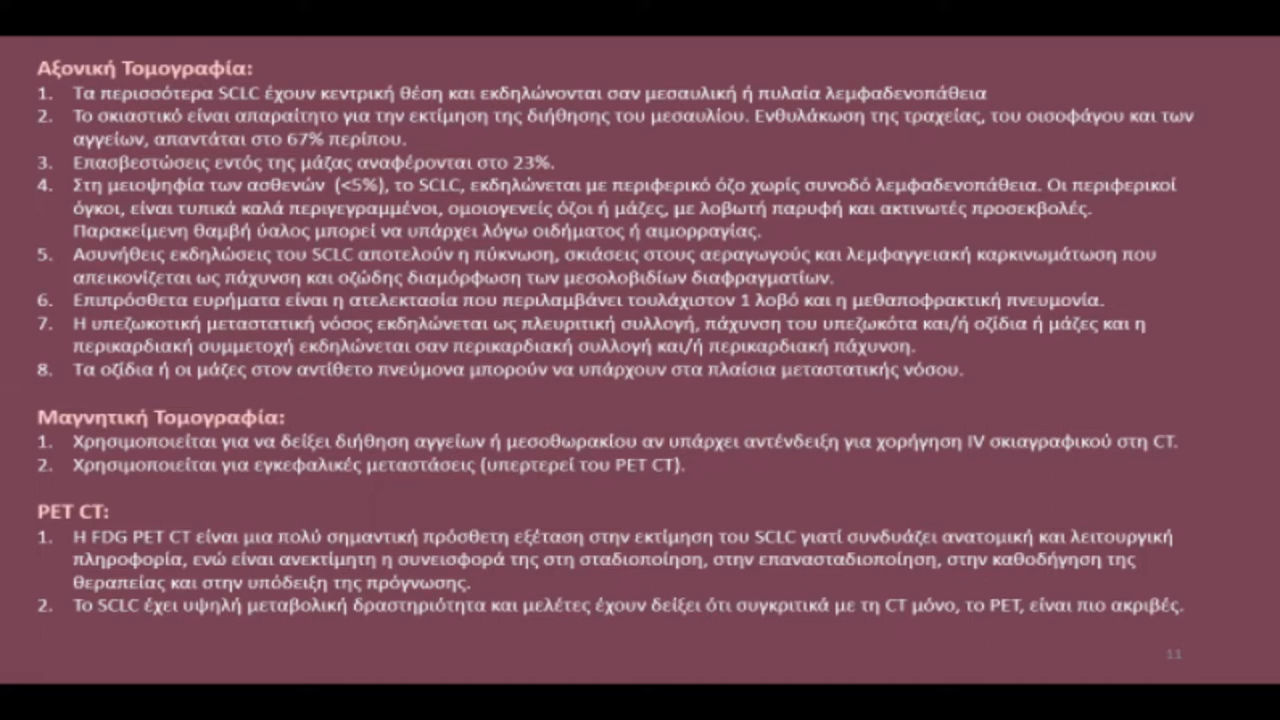 Αξονική Τομογραφία:
1. Τα περισσότερα SCLC έχουν κεντρική θέση και εκδηλώνονται σαν μεσαυλική ή πυλαία λεμφαδενοπάθεια
2. Το σκιαστικό είναι απαραίτητο για την εκτίμηση της διήθησης του μεσαυλίου. Ενθυλάκωση της τραχείας, του οισοφάγου και των
αγγείων, απαντάται στο 67% περίπου.
3. Επασβεστώσεις εντός της μάζας αναφέρονται στο 23%.
4. Στη μειοψηφία των ασθενών (<5%), το SCLC, εκδηλώνεται με περιφερικό όζο χωρίς συνοδό λεμφαδενοπάθεια. Οι περιφερικοί
όγκοι, είναι τυπικά καλά περιγεγραμμένοι, ομοιογενείς όζοι ή μάζες, με λοβωτή παρυφή και ακτινωτές προσεκβολές.
Παρακείμενη θαμβή ύαλος μπορεί να υπάρχει λόγω οιδήματος ή αιμορραγίας.
5. Ασυνήθεις εκδηλώσεις του SCLC αποτελούν η πύκνωση, σκιάσεις στους αεραγωγούς και λεμφαγγειακή καρκινωμάτωση που
απεικονίζεται ως πάχυνση και οζώδης διαμόρφωση των μεσολοβιδίων διαφραγματίων.
6. Επιπρόσθετα ευρήματα είναι η ατελεκτασία που περιλαμβάνει τουλάχιστον 1 λοβό και η μεθαποφρακτική πνευμονία.
7. Η υπεζωκοτική μεταστατική νόσος εκδηλώνεται ως πλευριτική συλλογή, πάχυνση του υπεζωκότα και/ή οζίδια ή μάζες και η
περικαρδιακή συμμετοχή εκδηλώνεται σαν περικαρδιακή συλλογή και/ή περικαρδιακή πάχυνση.
8. Τα οζίδια ή οι μάζες στον αντίθετο πνεύμονα μπορούν να υπάρχουν στα πλαίσια μεταστατικής νόσου.
Μαγνητική Τομογραφία:
1. Χρησιμοποιείται για να δείξει διήθηση αγγείων ή μεσοθωρακίου αν υπάρχει αντένδειξη για χορήγηση IV σκιαγραφικού στη CT.
2. Χρησιμοποιείται για εγκεφαλικές μεταστάσεις (υπερτερεί του PET CT).
PET CT:
1. Η FDG PET CT είναι μια πολύ σημαντική πρόσθετη εξέταση στην εκτίμηση του SCLC γιατί συνδυάζει ανατομική και λειτουργική
πληροφορία, ενώ είναι ανεκτίμητη η συνεισφορά της στη σταδιοποίηση, στην επανασταδιοποίηση, στην καθοδήγηση της
θεραπείας και στην υπόδειξη της πρόγνωσης.
2. Το SCLC έχει υψηλή μεταβολική δραστηριότητα και μελέτες έχουν δείξει ότι συγκριτικά με τη CT μόνο, το PET, είναι πιο ακριβές.
11